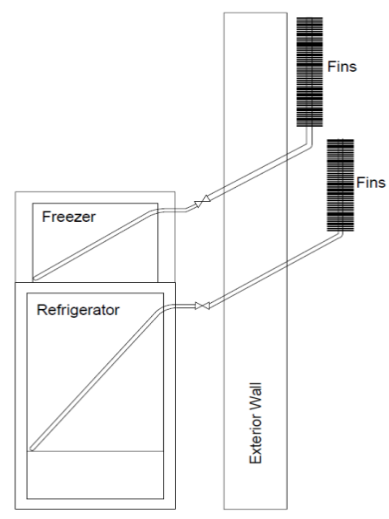 Fins
Fins
Freezer
Refrigerator
Exterior Wall